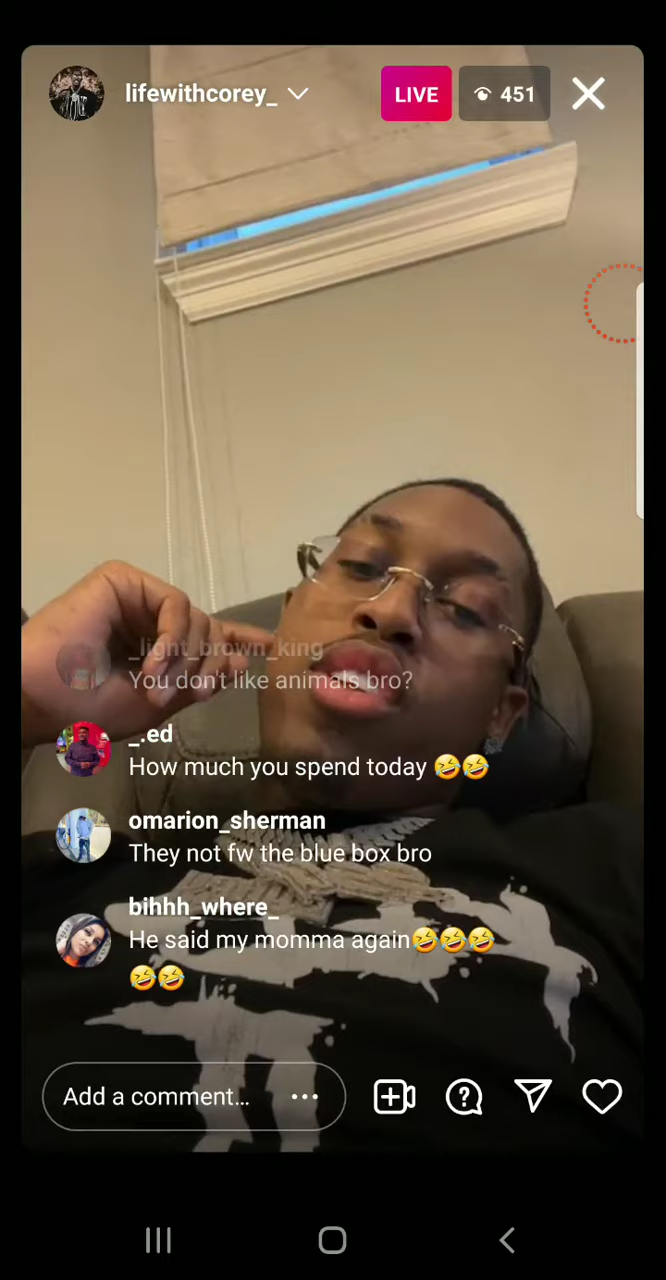 lifewithcorey_
LIVE
451
_light_brown_king
You don't like animals bro?
_.ed
How much you spend today 🤣🤣
omarion_sherman
They not fw the blue box bro
bihhh_where_
He said my momma again🤣🤣🤣
🤣🤣
Add a comment...